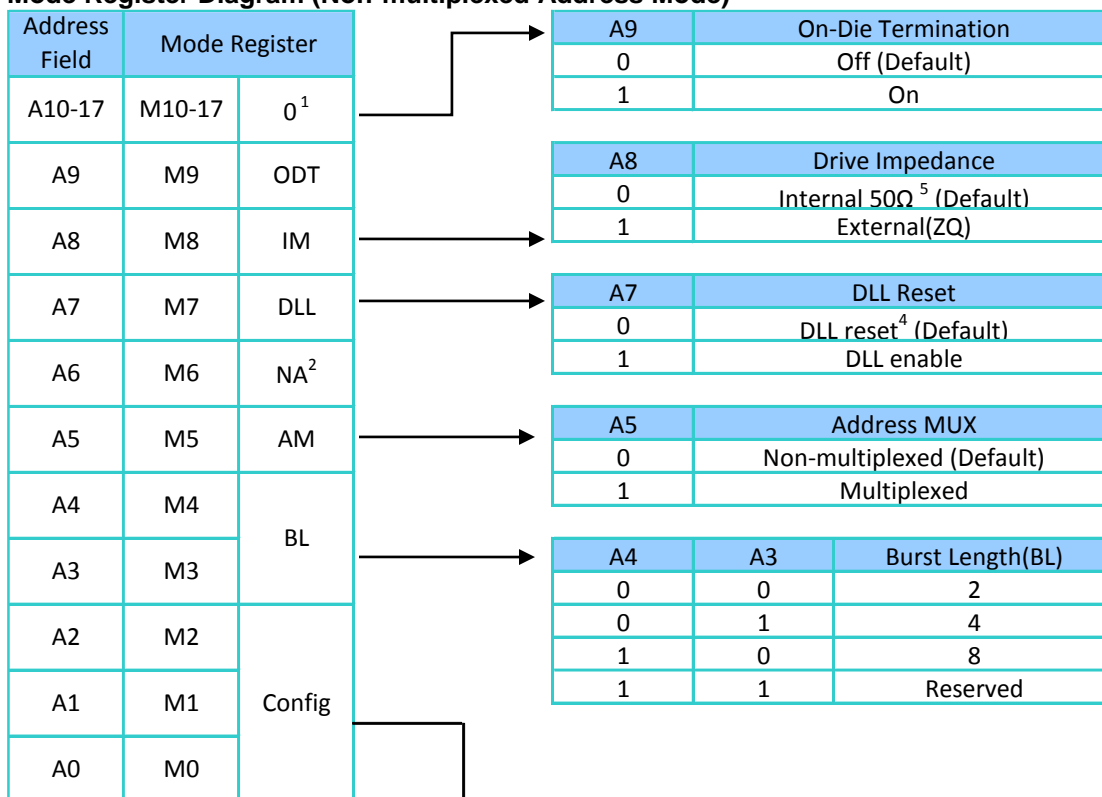 Mode Register Diagram (Non-multiplexed Address Mode)
Address Field Mode Register
A10-17 M10-17 0¹
A9 M9 ODT
A8 M8 IM
A7 M7 DLL
A6 M6 NA²
A5 M5 AM
A4 M4 BL
A3 M3
A2 M2 Config
A1 M1
A0 M0
A9 On-Die Termination
0 Off (Default)
1 On
A8 Drive Impedance
0 Internal 50Ω ⁵ (Default)
1 External(ZQ)
A7 DLL Reset
0 DLL reset⁴ (Default)
1 DLL enable
A5 Address MUX
0 Non-multiplexed (Default)
1 Multiplexed
A4 A3 Burst Length(BL)
0 0 2
0 1 4
1 0 8
1 1 Reserved